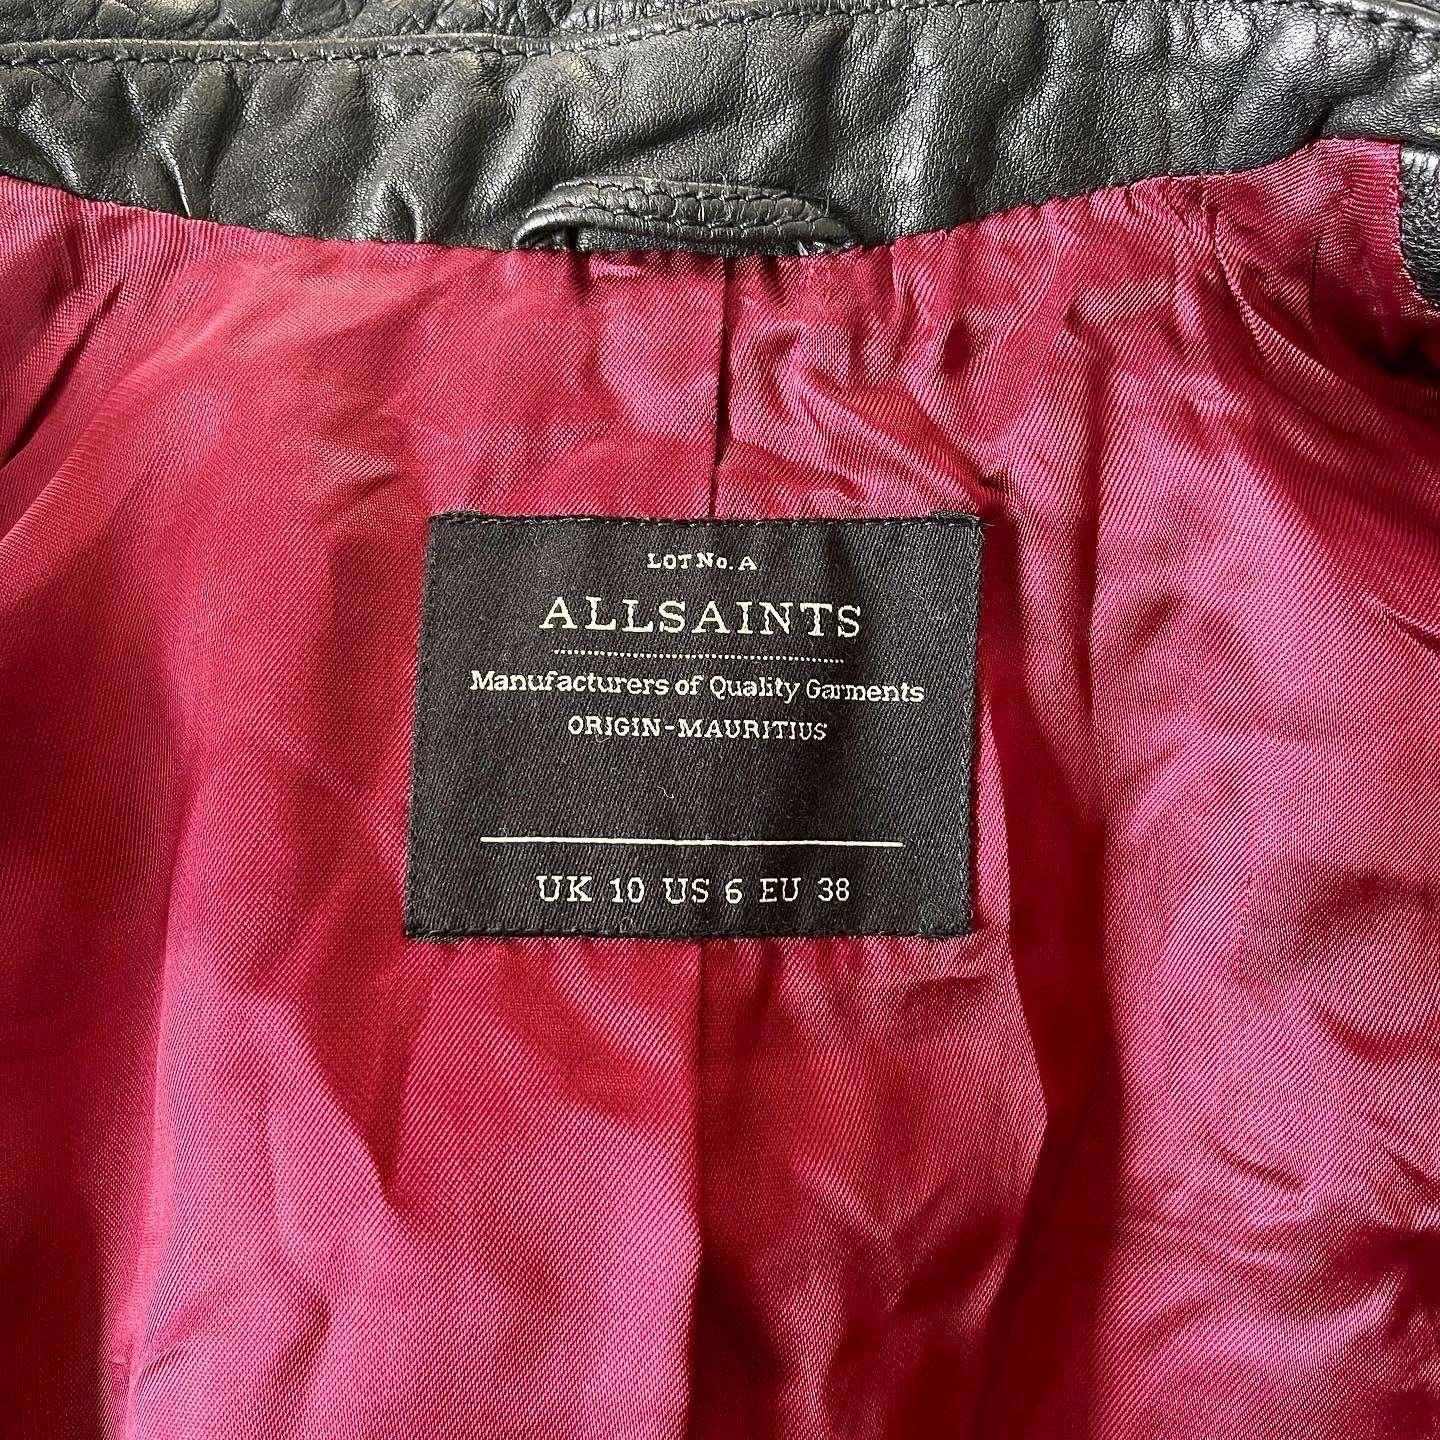 LOT No. A
ALLSAINTS
Manufacturers of Quality Garments
ORIGIN-MAURITIUS
UK 10 US 6 EU 38